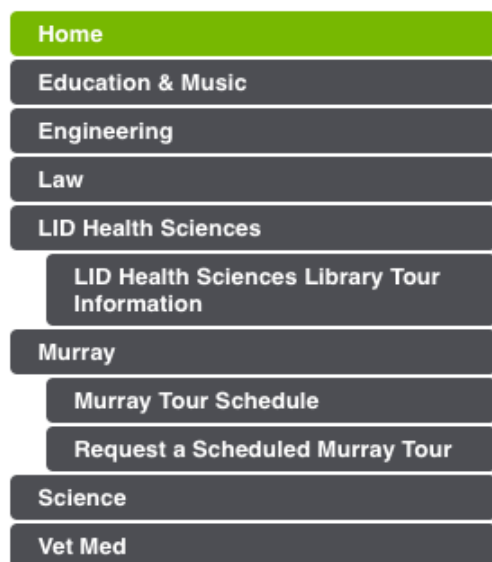 Home
Education & Music
Engineering
Law
LID Health Sciences
LID Health Sciences Library Tour
Information
Murray
Murray Tour Schedule
Request a Scheduled Murray Tour
Science
Vet Med